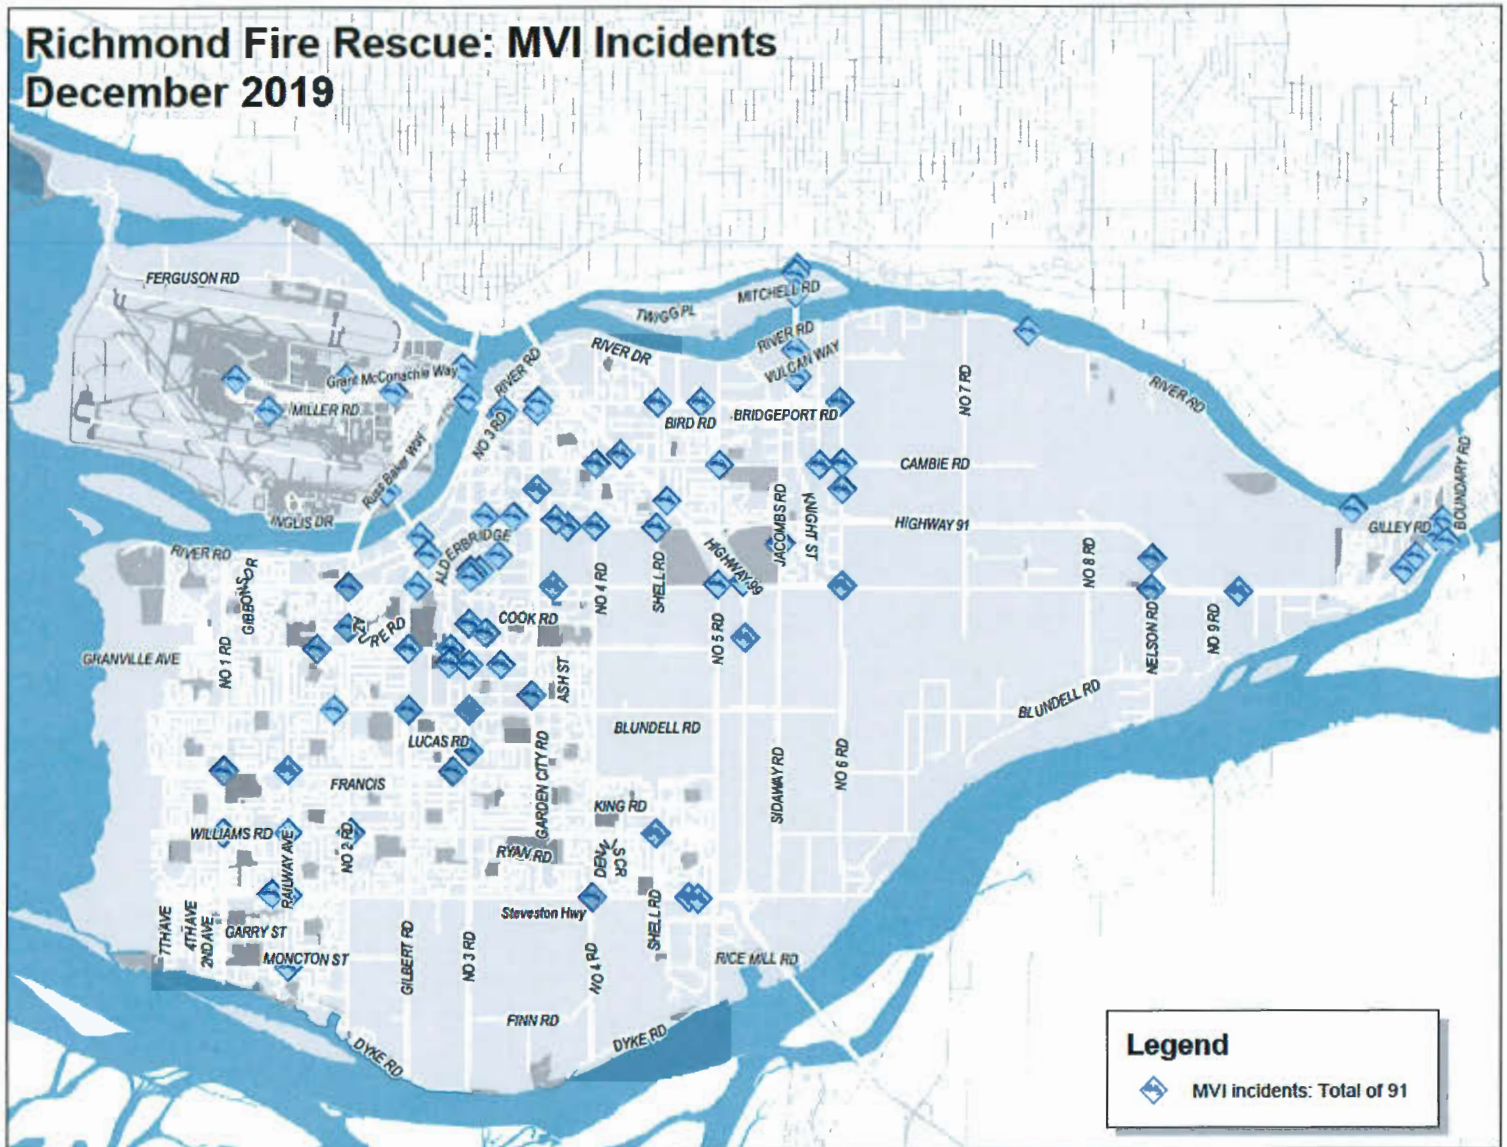 Richmond Fire Rescue: MVI Incidents
December 2019
FERGUSON RD
MITCHELL RD
TWIGG PL
RIVER RD
VULCAN WAY
RIVER DR
RIVER RD
Grant McConachie Way
MILLER RD
NO 3 RD
BIRD RD
BRIDGEPORT RD
NO 7 RD
RIVER RD
BOUNDARY RD
Russ Baker Way
CAMBIE RD
JACOMBS RD
KNIGHT ST
INGLIS DR
HIGHWAY 91
GILLEY RD
RIVER RD
ALDERBRIDGE
HIGHWAY 99
NO 8 RD
GIBBONS DR
NO 4 RD
SHELL RD
COOK RD
NO 1 RD
GRANVILLE AVE
NO 5 RD
NELSON RD
NO 9 RD
ASH ST
BLUNDELL RD
BLUNDELL RD
LUCAS RD
GARDEN CITY RD
SIDAWAY RD
NO 6 RD
FRANCIS
KING RD
WILLIAMS RD
NO 2 RD
RAILWAY AVE
RYAN RD
Steveston Hwy
SHELL RD
7TH AVE
4TH AVE
2ND AVE
GARRY ST
MONCTON ST
GILBERT RD
NO 3 RD
NO 4 RD
RICE MILL RD
FINN RD
DYKE RD
DYKE RD
Legend
MVI incidents: Total of 91